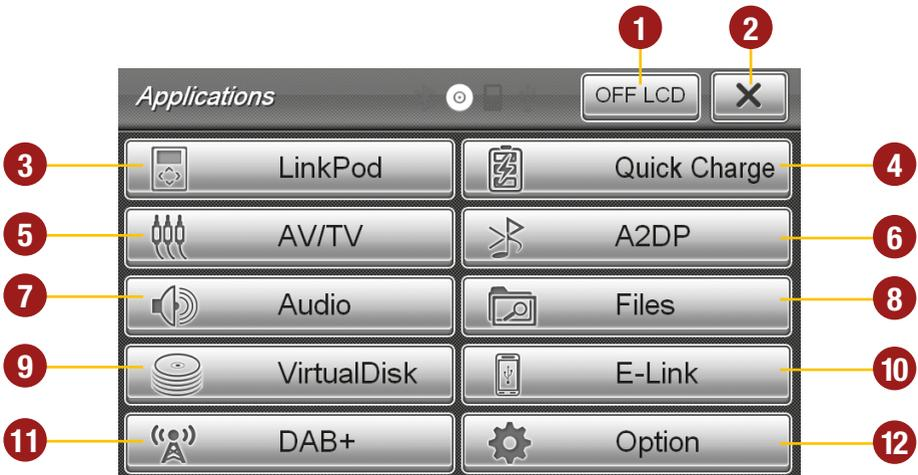 1 2
Applications OFF LCD
3 LinkPod Quick Charge 4
5 AV/TV A2DP 6
7 Audio Files 8
9 VirtualDisk E-Link 10
11 DAB+ Option 12